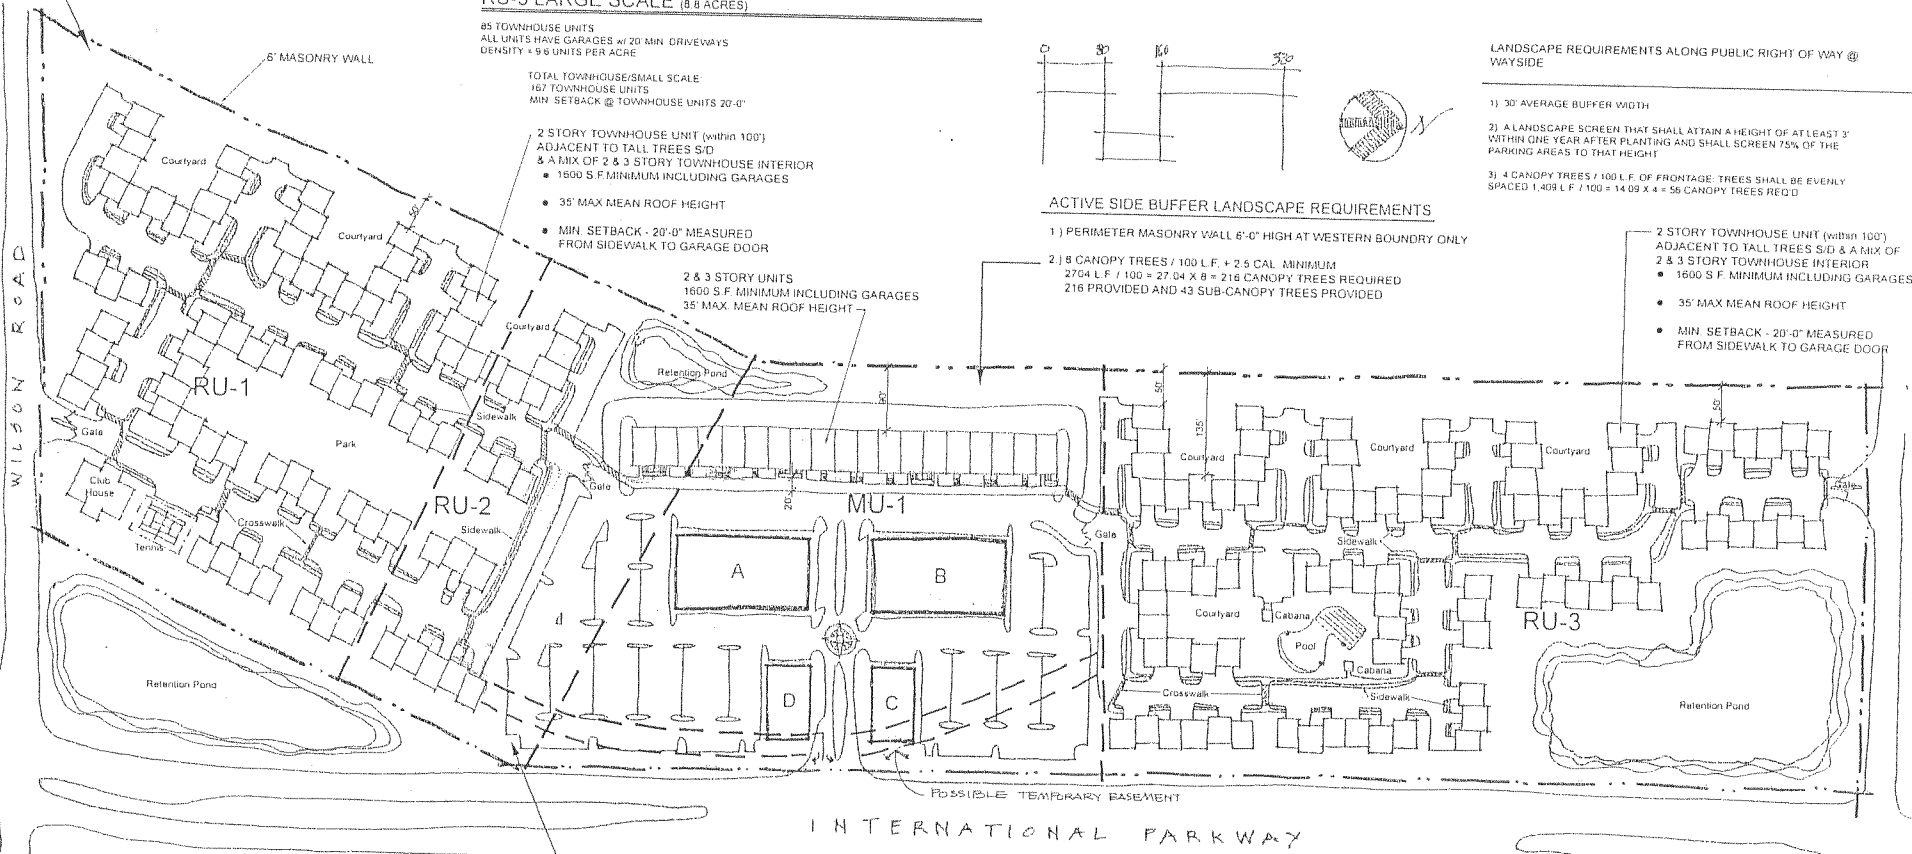 RU-3 LARGE SCALE (8.8 ACRES)
85 TOWNHOUSE UNITS
ALL UNITS HAVE GARAGES w/ 20' MIN. DRIVEWAYS
DENSITY = 9.6 UNITS PER ACRE
TOTAL TOWNHOUSE/SMALL SCALE:
167 TOWNHOUSE UNITS
MIN. SETBACK @ TOWNHOUSE UNITS 20'-0"
6' MASONRY WALL
2 STORY TOWNHOUSE UNIT (within 100')
ADJACENT TO TALL TREES S/D
& A MIX OF 2 & 3 STORY TOWNHOUSE INTERIOR
• 1600 S.F. MINIMUM INCLUDING GARAGES
• 35' MAX MEAN ROOF HEIGHT
• MIN. SETBACK - 20'-0" MEASURED
FROM SIDEWALK TO GARAGE DOOR
2 & 3 STORY UNITS
1600 S.F. MINIMUM INCLUDING GARAGES
35' MAX. MEAN ROOF HEIGHT
0 80 160 320
N
LANDSCAPE REQUIREMENTS ALONG PUBLIC RIGHT OF WAY @
WAYSIDE
1) 30' AVERAGE BUFFER WIDTH
2) A LANDSCAPE SCREEN THAT SHALL ATTAIN A HEIGHT OF AT LEAST 3'
WITHIN ONE YEAR AFTER PLANTING AND SHALL SCREEN 75% OF THE
PARKING AREAS TO THAT HEIGHT
3) 4 CANOPY TREES / 100 L.F. OF FRONTAGE: TREES SHALL BE EVENLY
SPACED 1,409 L.F. / 100 = 14.09 X 4 = 56 CANOPY TREES REQ'D
ACTIVE SIDE BUFFER LANDSCAPE REQUIREMENTS
1.) PERIMETER MASONRY WALL 6'-0" HIGH AT WESTERN BOUNDRY ONLY
2.) 8 CANOPY TREES / 100 L.F. + 2.5 CAL. MINIMUM
2704 L.F. / 100 = 27.04 X 8 = 216 CANOPY TREES REQUIRED
216 PROVIDED AND 43 SUB-CANOPY TREES PROVIDED
2 STORY TOWNHOUSE UNIT (within 100')
ADJACENT TO TALL TREES S/D & A MIX OF
2 & 3 STORY TOWNHOUSE INTERIOR
• 1600 S.F. MINIMUM INCLUDING GARAGES
• 35' MAX MEAN ROOF HEIGHT
• MIN. SETBACK - 20'-0" MEASURED
FROM SIDEWALK TO GARAGE DOOR
WILSON ROAD
Courtyard
50'
Courtyard
Courtyard
Retention Pond
RU-1
Sidewalk
Park
Gate
Club
House
Tennis
Crosswalk
RU-2
Sidewalk
Gate
Retention Pond
20'
MU-1
A
B
D
C
Gate
50'
135'
Courtyard
Courtyard
Courtyard
50'
Gate
Sidewalk
Courtyard
Cabana
Pool
Cabana
Crosswalk
Sidewalk
RU-3
Retention Pond
POSSIBLE TEMPORARY EASEMENT
INTERNATIONAL PARKWAY